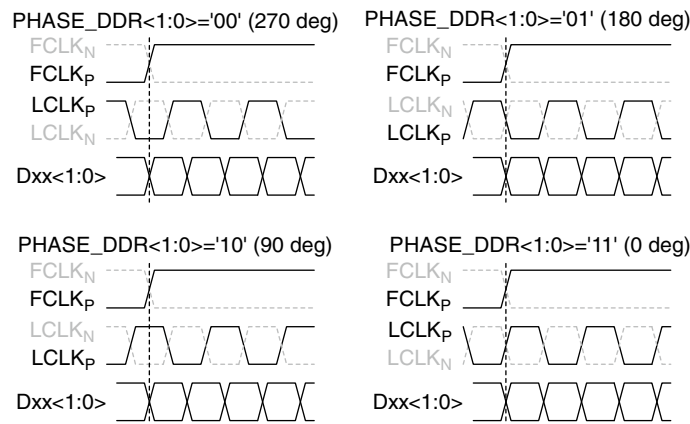 PHASE_DDR<1:0>='00' (270 deg)
FCLKN
FCLKP
LCLKP
LCLKN
Dxx<1:0>
PHASE_DDR<1:0>='01' (180 deg)
FCLKN
FCLKP
LCLKN
LCLKP
Dxx<1:0>
PHASE_DDR<1:0>='10' (90 deg)
FCLKN
FCLKP
LCLKN
LCLKP
Dxx<1:0>
PHASE_DDR<1:0>='11' (0 deg)
FCLKN
FCLKP
LCLKP
LCLKN
Dxx<1:0>